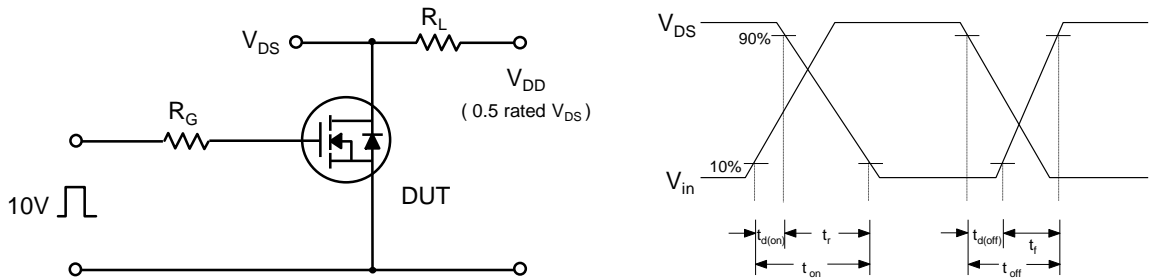 R_L
V_DS
V_DD
( 0.5 rated V_DS )
R_G
DUT
10V
V_DS
90%
10%
V_in
t_d(on)
t_r
t_on
t_d(off)
t_f
t_off